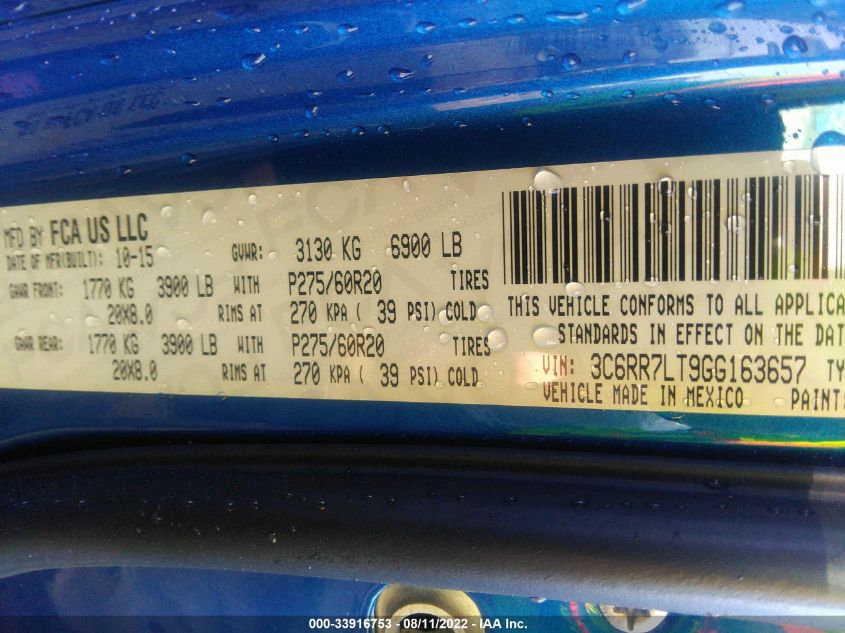 MFD BY FCA US LLC
DATE OF MFR(BUILT): 10-15 GVWR: 3130 KG 6900 LB
GAWR FRONT: 1770 KG 3900 LB WITH P275/60R20 TIRES
20X8.0 RIMS AT 270 KPA ( 39 PSI) COLD
GAWR REAR: 1770 KG 3900 LB WITH P275/60R20 TIRES
20X8.0 RIMS AT 270 KPA ( 39 PSI) COLD
THIS VEHICLE CONFORMS TO ALL APPLICA
STANDARDS IN EFFECT ON THE DAT
VIN: 3C6RR7LT9GG163657 TY
VEHICLE MADE IN MEXICO PAINT:
000-33916753 - 08/11/2022 - IAA Inc.